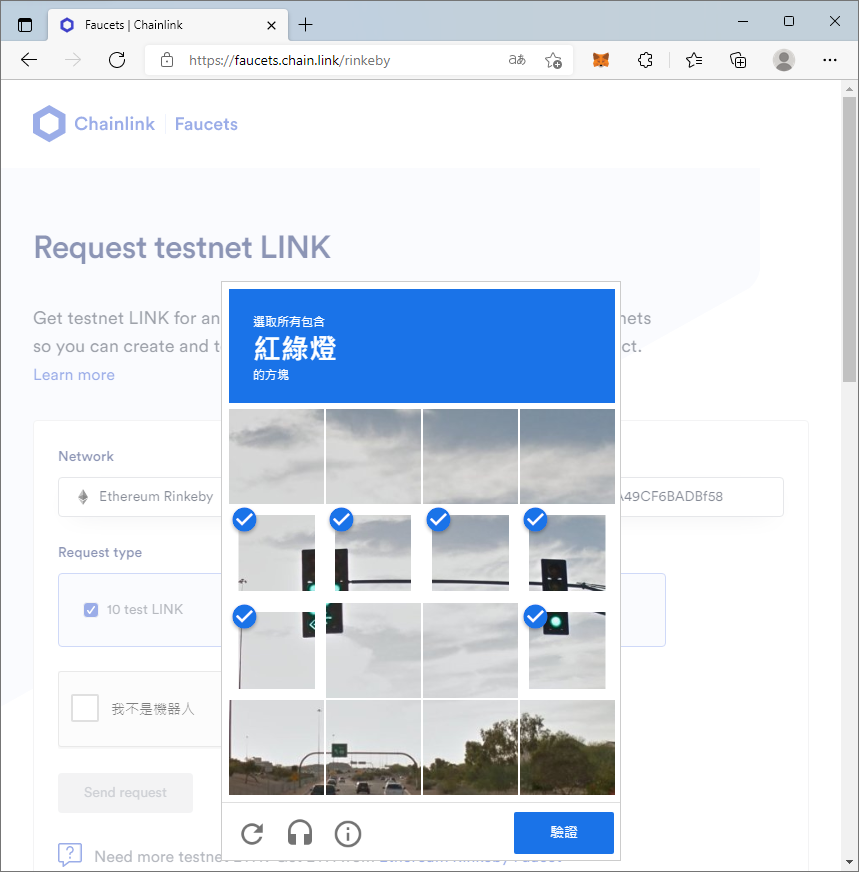 Faucets | Chainlink
https://faucets.chain.link/rinkeby
aあ
Chainlink
Faucets
Request testnet LINK
Get testnet LINK for an
nets
so you can create and t
ct.
Learn more
選取所有包含
紅綠燈
的方塊
Network
Ethereum Rinkeby
A49CF6BADBf58
Request type
10 test LINK
我不是機器人
Send request
驗證
Need more testnet